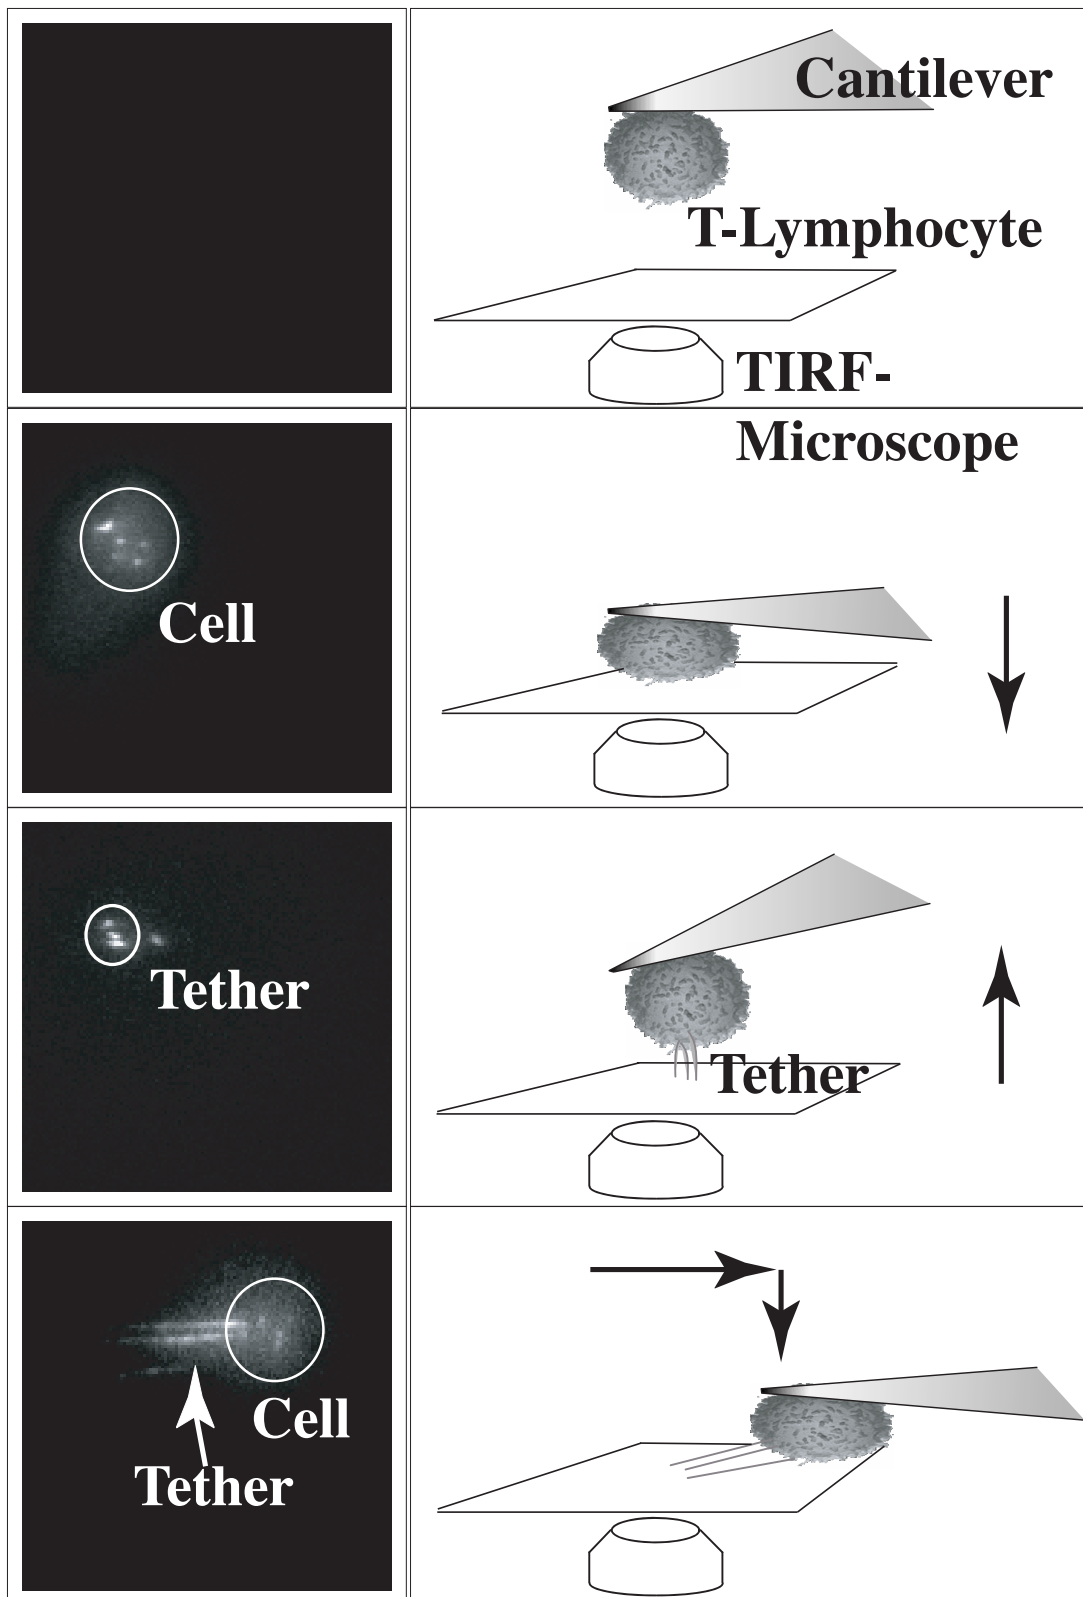 Cantilever
T-Lymphocyte
TIRF-
Microscope
Cell
Tether
Tether
Cell
Tether